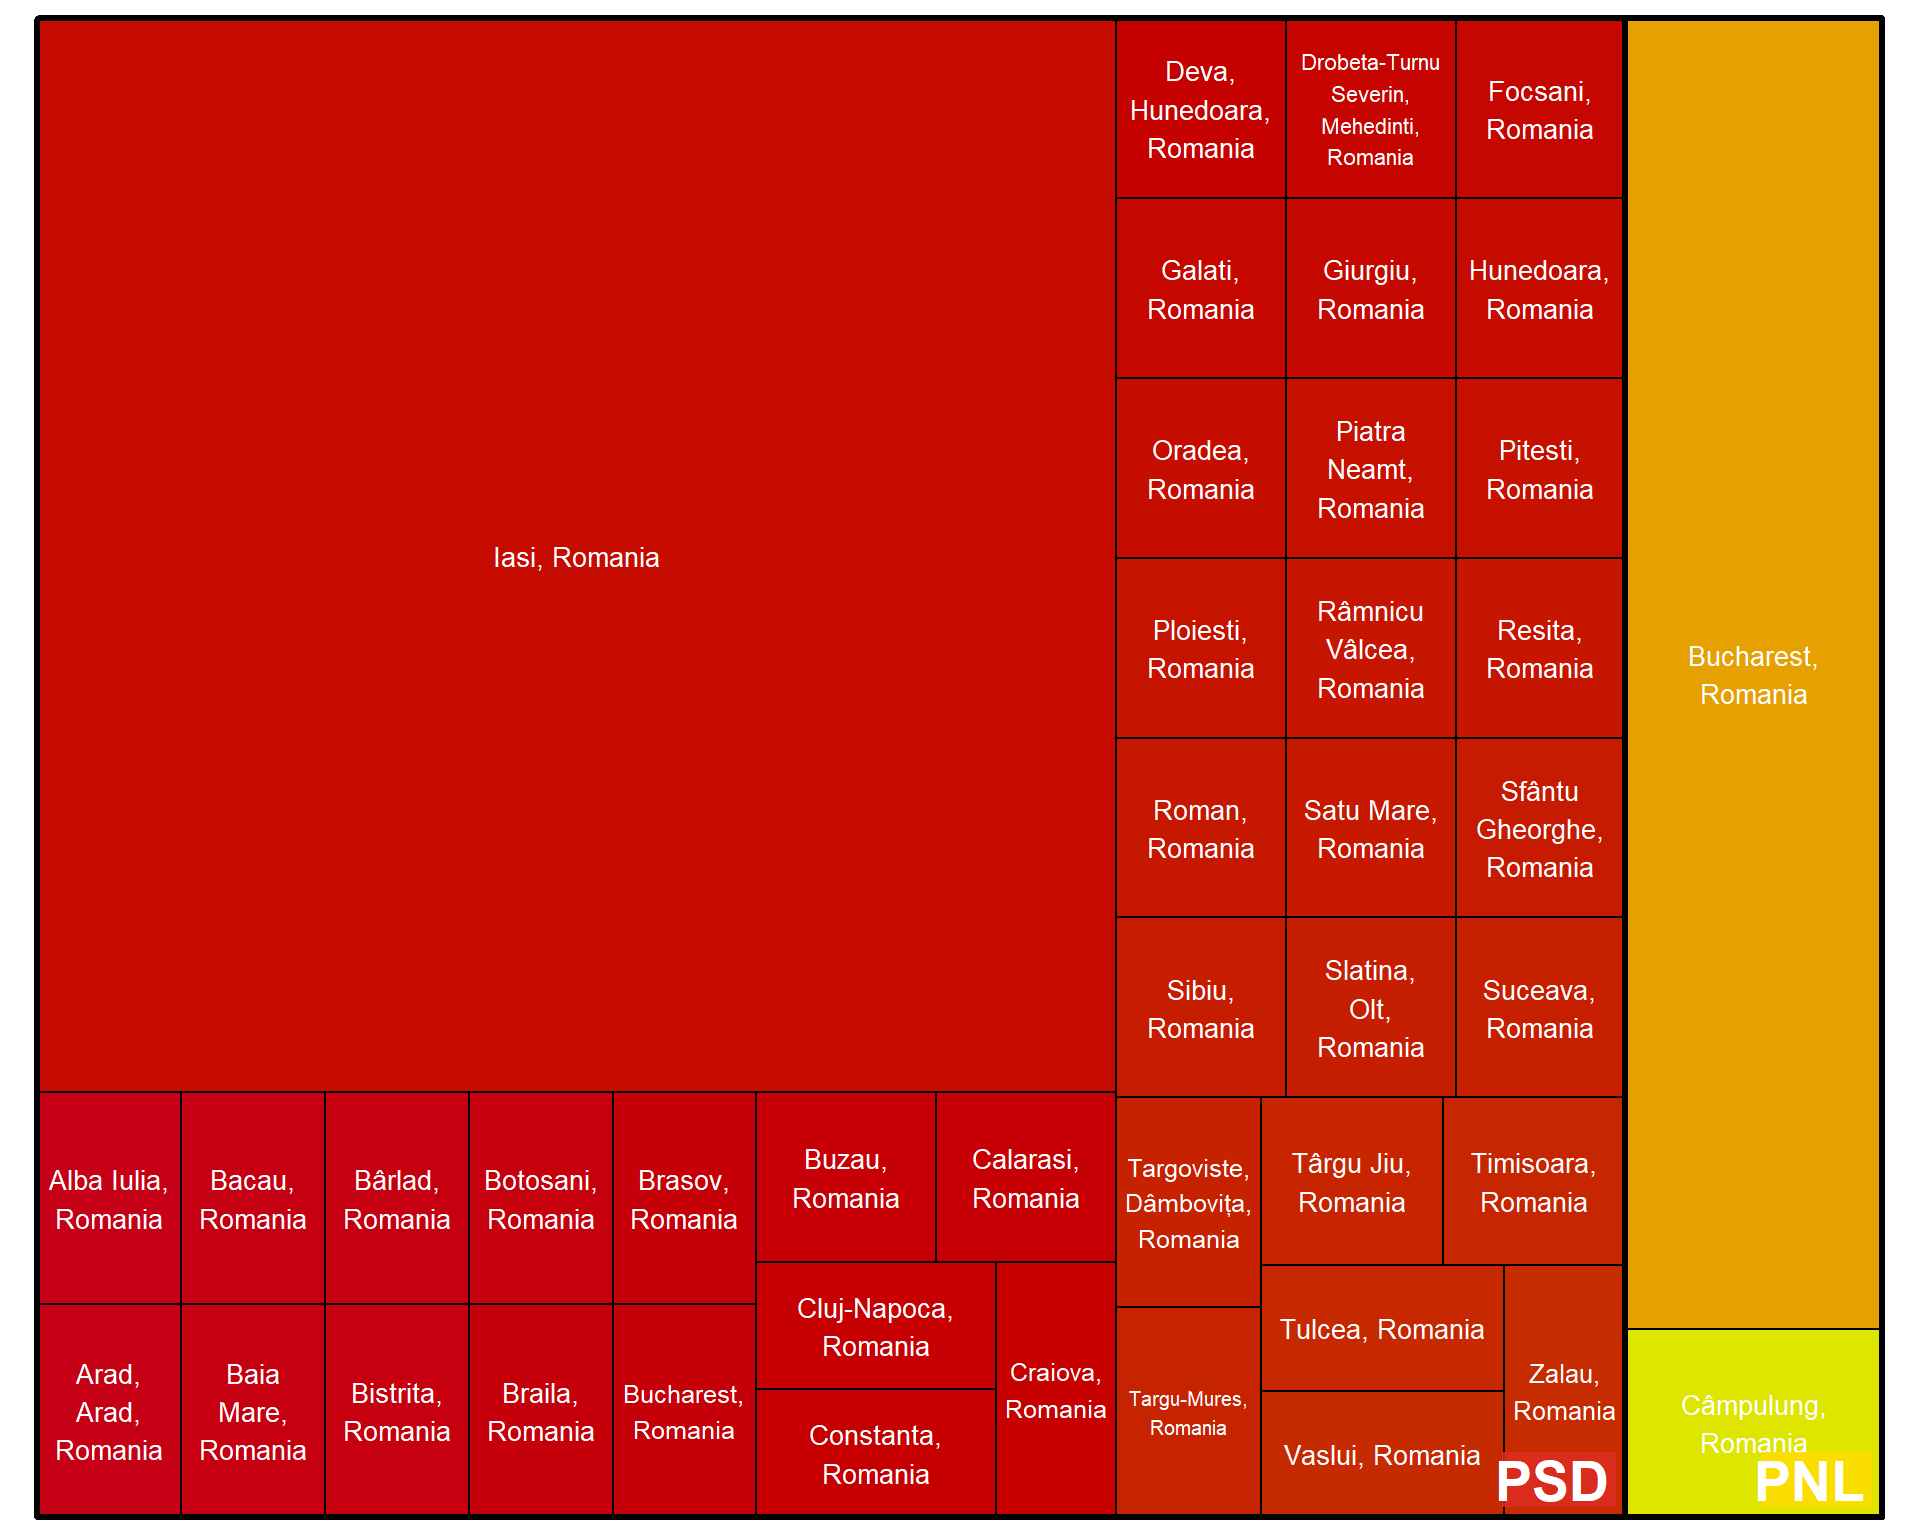 Iasi, Romania
Deva,
Hunedoara,
Romania
Drobeta-Turnu
Severin,
Mehedinti,
Romania
Focsani,
Romania
Galati,
Romania
Giurgiu,
Romania
Hunedoara,
Romania
Oradea,
Romania
Piatra
Neamt,
Romania
Pitesti,
Romania
Ploiesti,
Romania
Râmnicu
Vâlcea,
Romania
Resita,
Romania
Roman,
Romania
Satu Mare,
Romania
Sfântu
Gheorghe,
Romania
Sibiu,
Romania
Slatina,
Olt,
Romania
Suceava,
Romania
Alba Iulia,
Romania
Bacau,
Romania
Bârlad,
Romania
Botosani,
Romania
Brasov,
Romania
Buzau,
Romania
Calarasi,
Romania
Arad,
Arad,
Romania
Baia
Mare,
Romania
Bistrita,
Romania
Braila,
Romania
Bucharest,
Romania
Cluj-Napoca,
Romania
Constanta,
Romania
Craiova,
Romania
Targoviste,
Dâmbovița,
Romania
Târgu Jiu,
Romania
Timisoara,
Romania
Targu-Mures,
Romania
Tulcea, Romania
Vaslui, Romania
Zalau,
Romania
PSD
Bucharest,
Romania
Câmpulung,
Romania
PNL